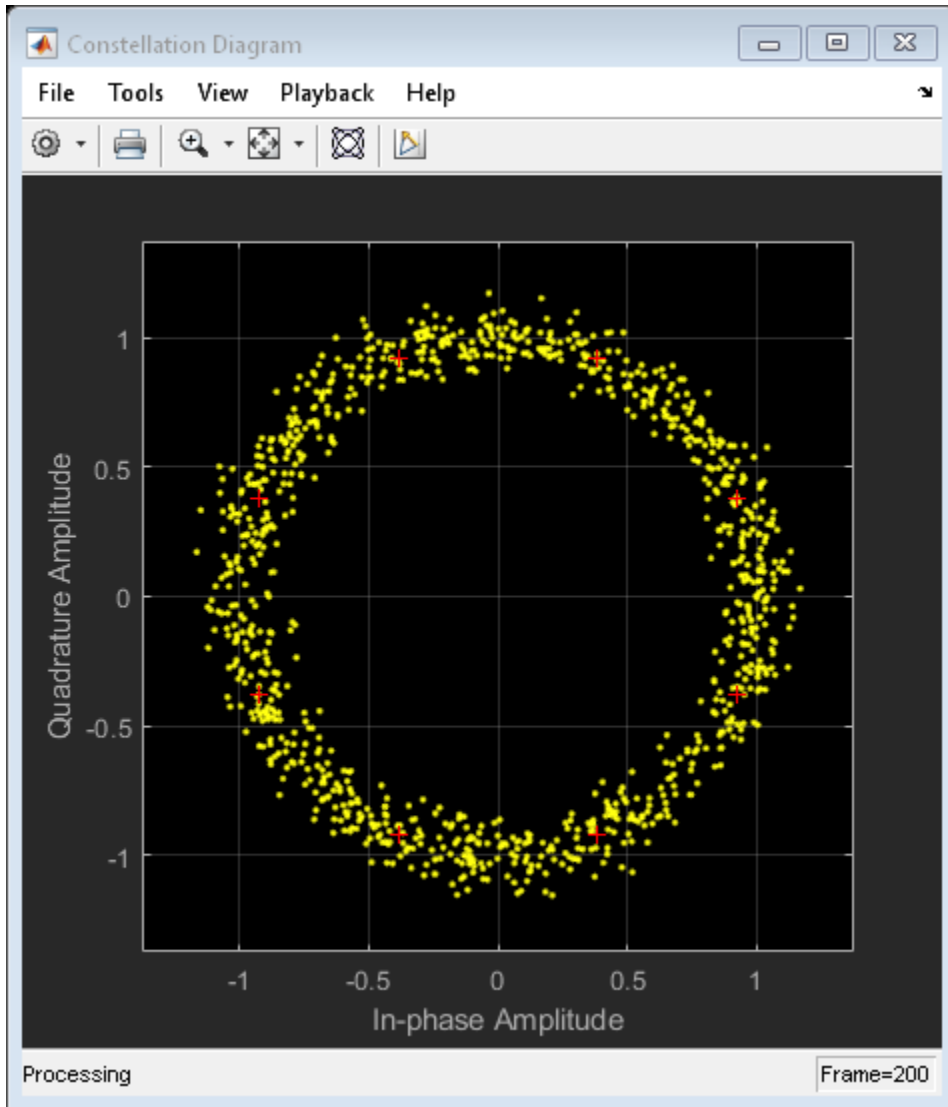 Constellation Diagram
File Tools View Playback Help
Quadrature Amplitude
1
0.5
0
-0.5
-1
-1 -0.5 0 0.5 1
In-phase Amplitude
Processing Frame=200